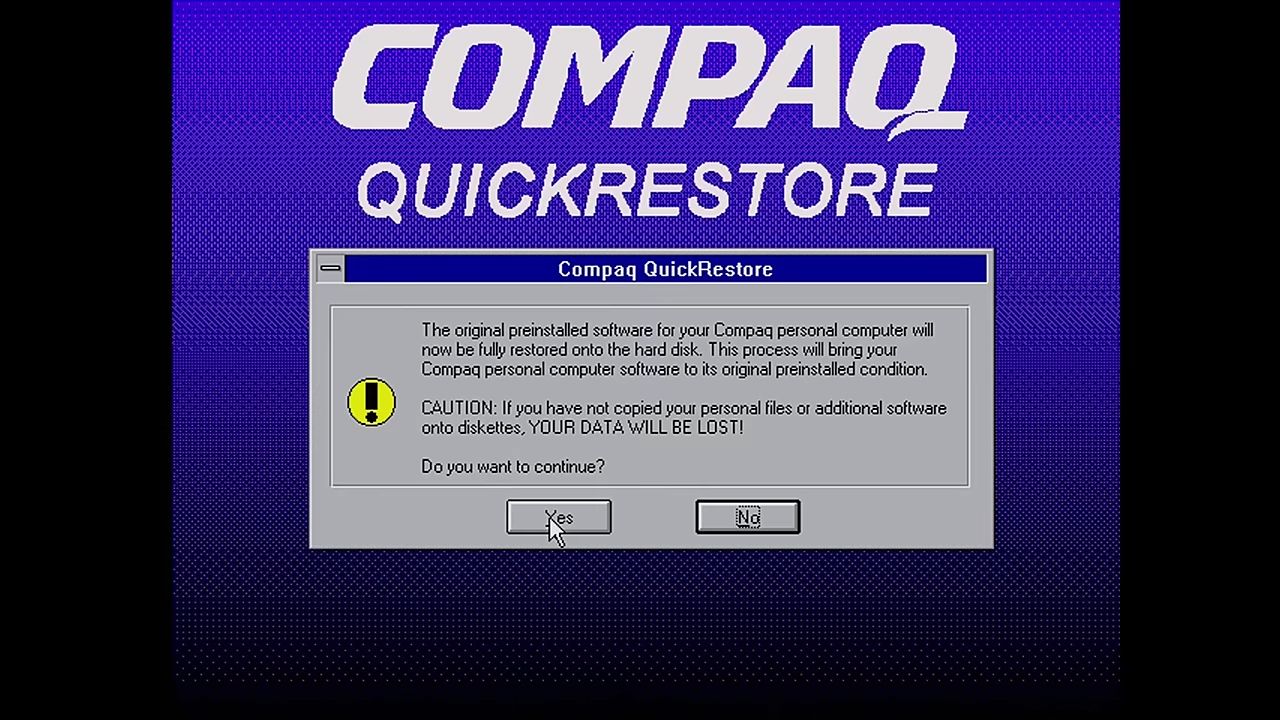 COMPAQ
QUICKRESTORE
Compaq QuickRestore
The original preinstalled software for your Compaq personal computer will
now be fully restored onto the hard disk. This process will bring your
Compaq personal computer software to its original preinstalled condition.
CAUTION: If you have not copied your personal files or additional software
onto diskettes, YOUR DATA WILL BE LOST!
Do you want to continue?
Yes
No